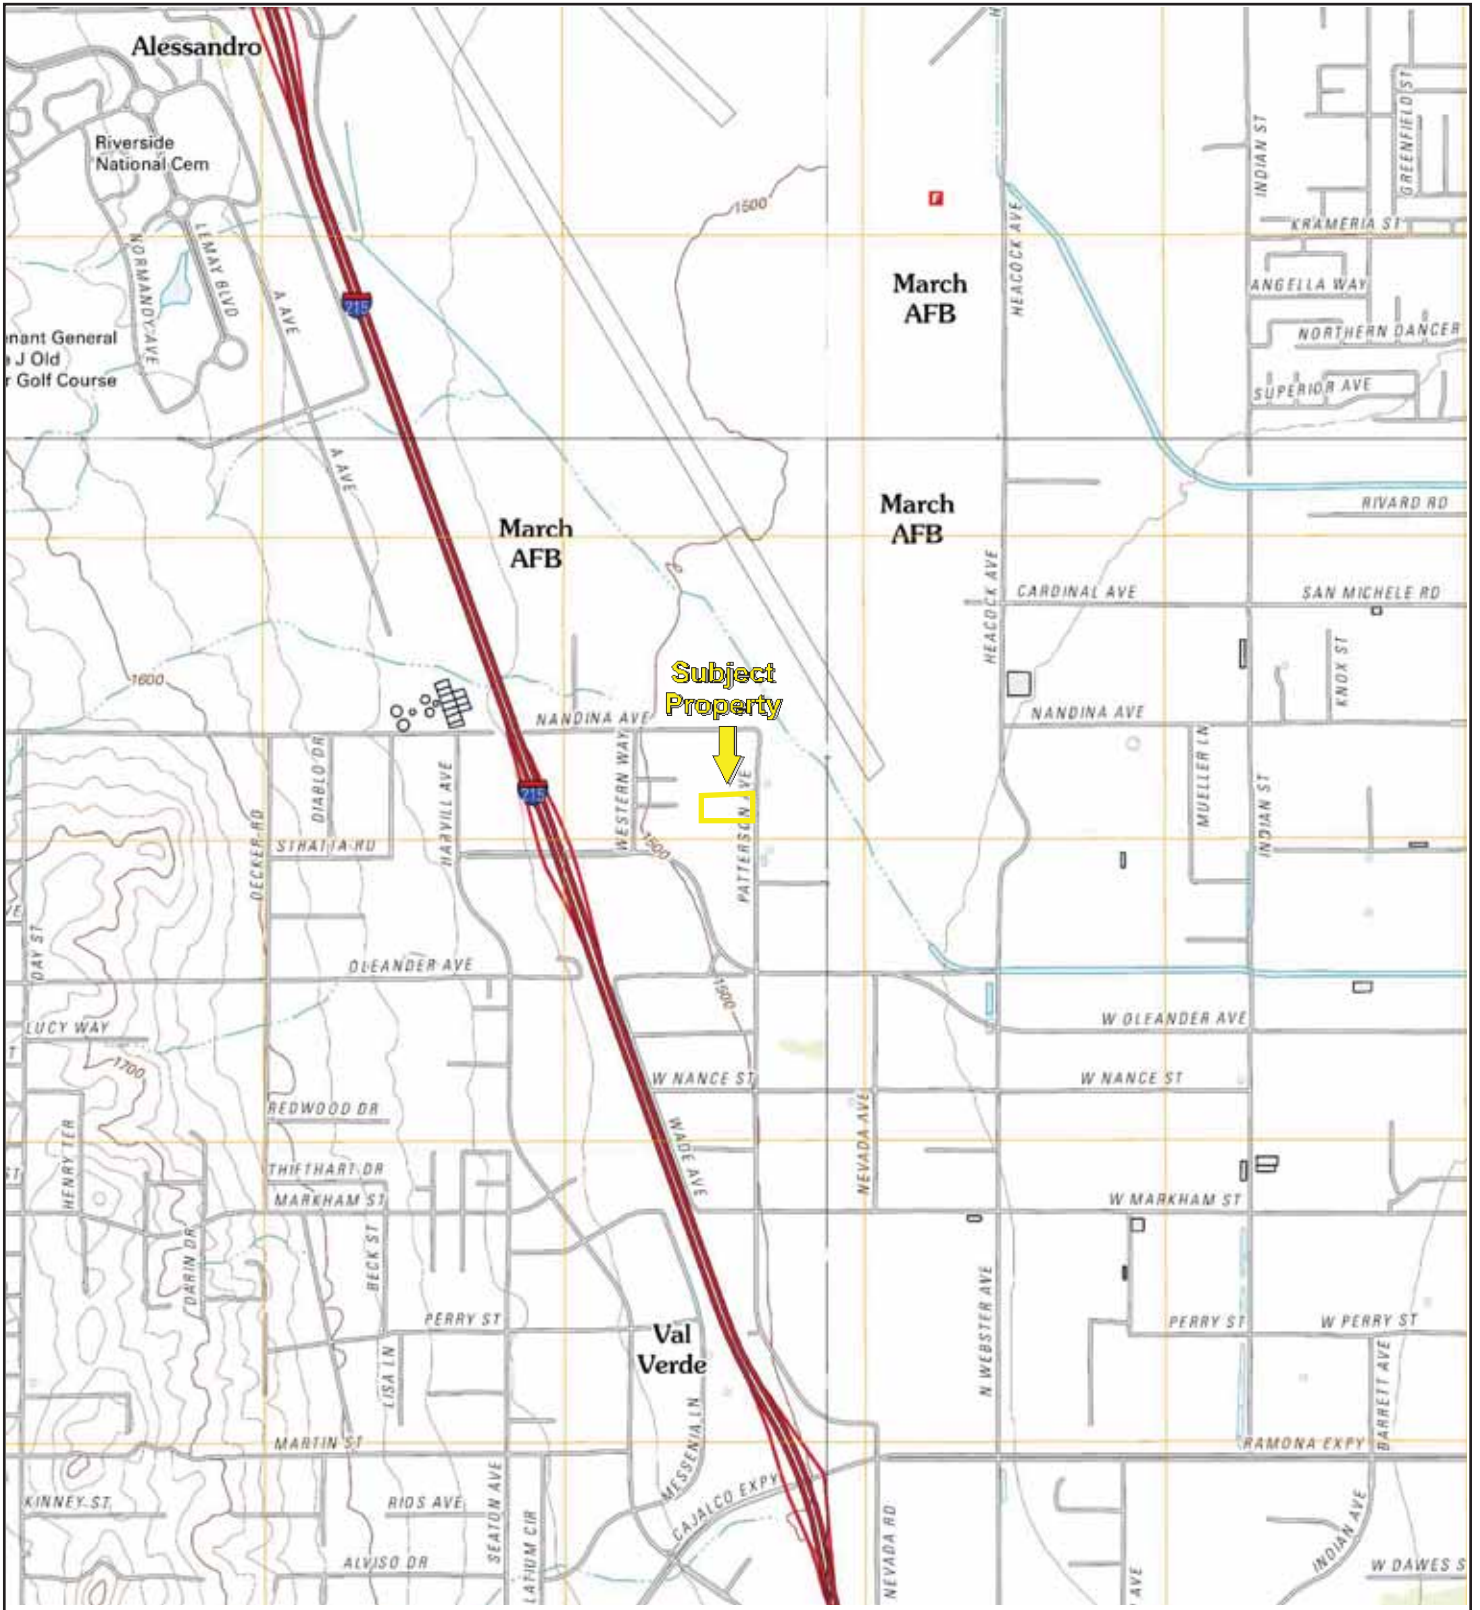 Alessandro
Riverside
National Cem
INDIAN ST
GREENFIELD ST
1500
KRAMERIA ST
HEACOCK AVE
NORMANDY AVE
LEMAY BLVD
A AVE
215
March
AFB
ANGELLA WAY
NORTHERN DANCER
enant General
J Old
r Golf Course
SUPERIOR AVE
A AVE
March
AFB
March
AFB
RIVARD RD
HEACOCK AVE
CARDINAL AVE
SAN MICHELE RD
KNOX ST
1600
Subject
Property
NANDINA AVE
NANDINA AVE
MUELLER LN
INDIAN ST
DIABLO DR
HARVILL AVE
215
WESTERN WAY
PATTERSON AVE
DECKER RD
1500
DAY ST
OLEANDER AVE
1500
LUCY WAY
W OLEANDER AVE
1700
W NANCE ST
W NANCE ST
REDWOOD DR
HENRY TER
WADE AVE
NEVADA AVE
THIFTHART DR
MARKHAM ST
W MARKHAM ST
DARIN DR
BECK ST
N WEBSTER AVE
PERRY ST
PERRY ST
W PERRY ST
Val
Verde
LISA LN
BARRETT AVE
MESSENIA LN
MARTIN ST
RAMONA EXPY
KINNEY ST
RIOS AVE
SEATON AVE
LATIUM CIR
CAJALCO EXPY
NEVADA RD
INDIAN AVE
ALVISO DR
AVE
W DAWES S